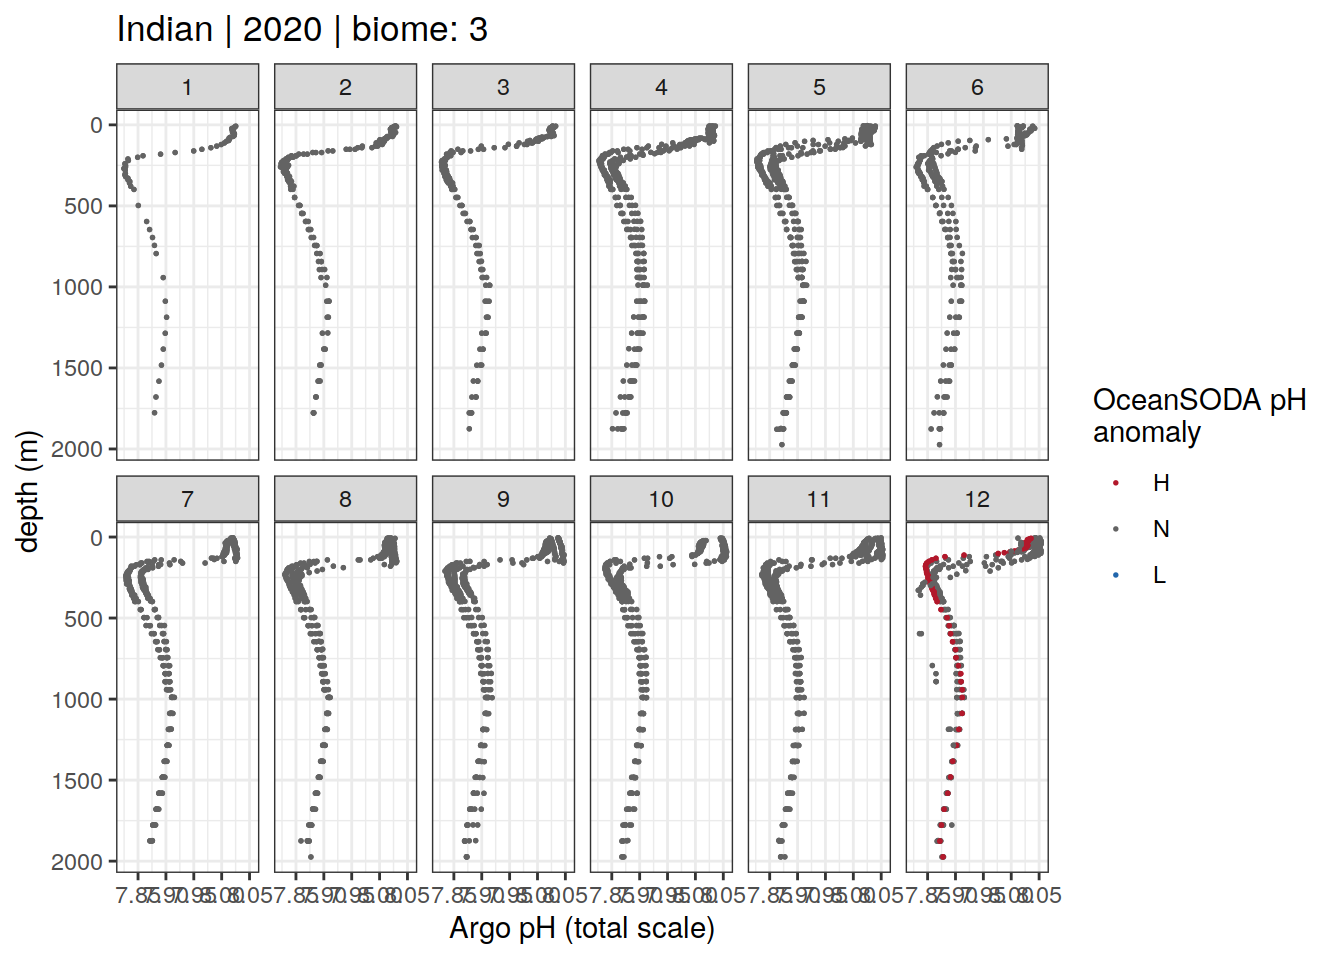 Indian | 2020 | biome: 3
1 2 3 4 5 6
0
500
1000
1500
2000
7 8 9 10 11 12
0
500
1000
1500
2000
depth (m)
Argo pH (total scale)
OceanSODA pH
anomaly
H
N
L